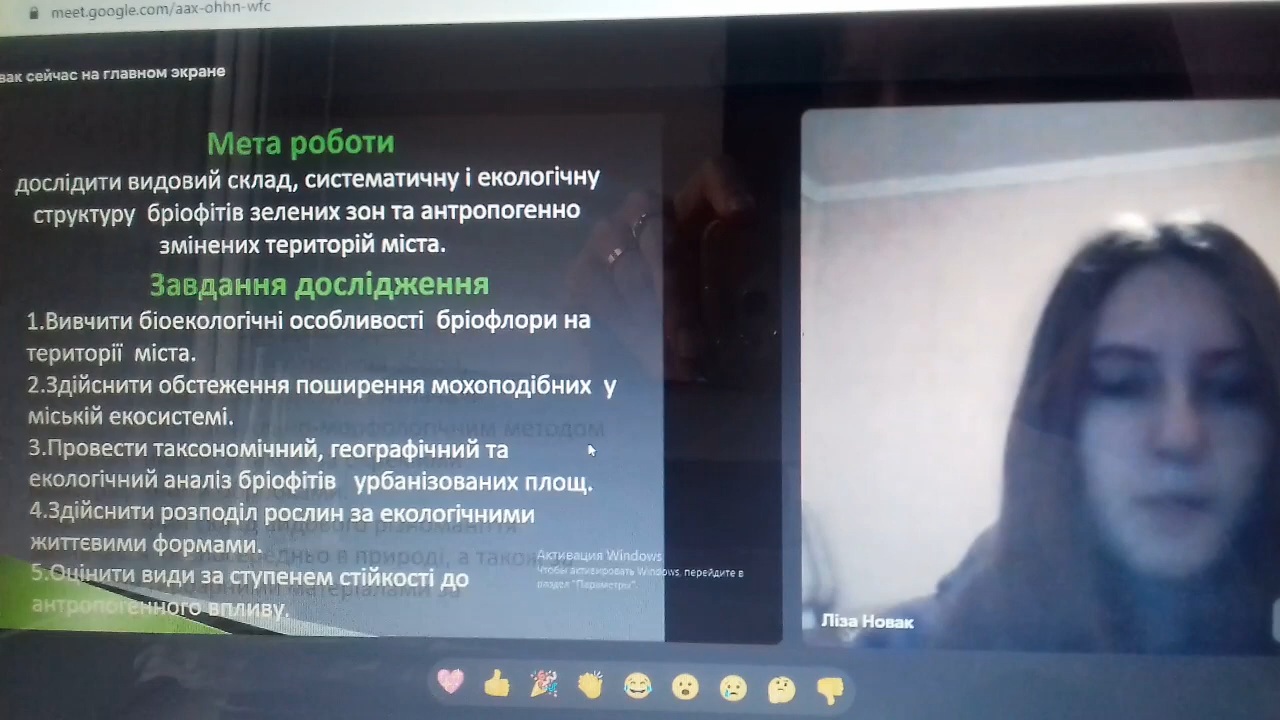 meet.google.com/aax-ohhn-wfc
вак сейчас на главном экране
Мета роботи
дослідити видовий склад, систематичну і екологічну
структуру бріофітів зелених зон та антропогенно
змінених територій міста.
Завдання дослідження
1.Вивчити біоекологічні особливості бріофлори на
території міста.
2.Здійснити обстеження поширення мохоподібних у
міській екосистемі.
3.Провести таксономічний, географічний та
екологічний аналіз бріофітів урбанізованих площ.
4.Здійснити розподіл рослин за екологічними
життєвими формами.
5.Оцінити види за ступенем стійкості до
антропогенного впливу.
Активация Windows
Чтобы активировать Windows, перейдите в
раздел "Параметры".
Ліза Новак